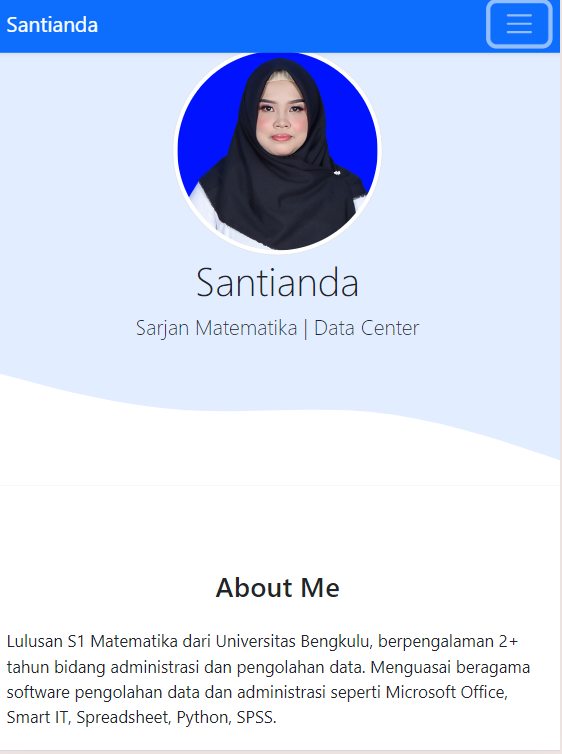 Santianda
Santianda
Sarjan Matematika | Data Center
About Me
Lulusan S1 Matematika dari Universitas Bengkulu, berpengalaman 2+
tahun bidang administrasi dan pengolahan data. Menguasai beragama
software pengolahan data dan administrasi seperti Microsoft Office,
Smart IT, Spreadsheet, Python, SPSS.